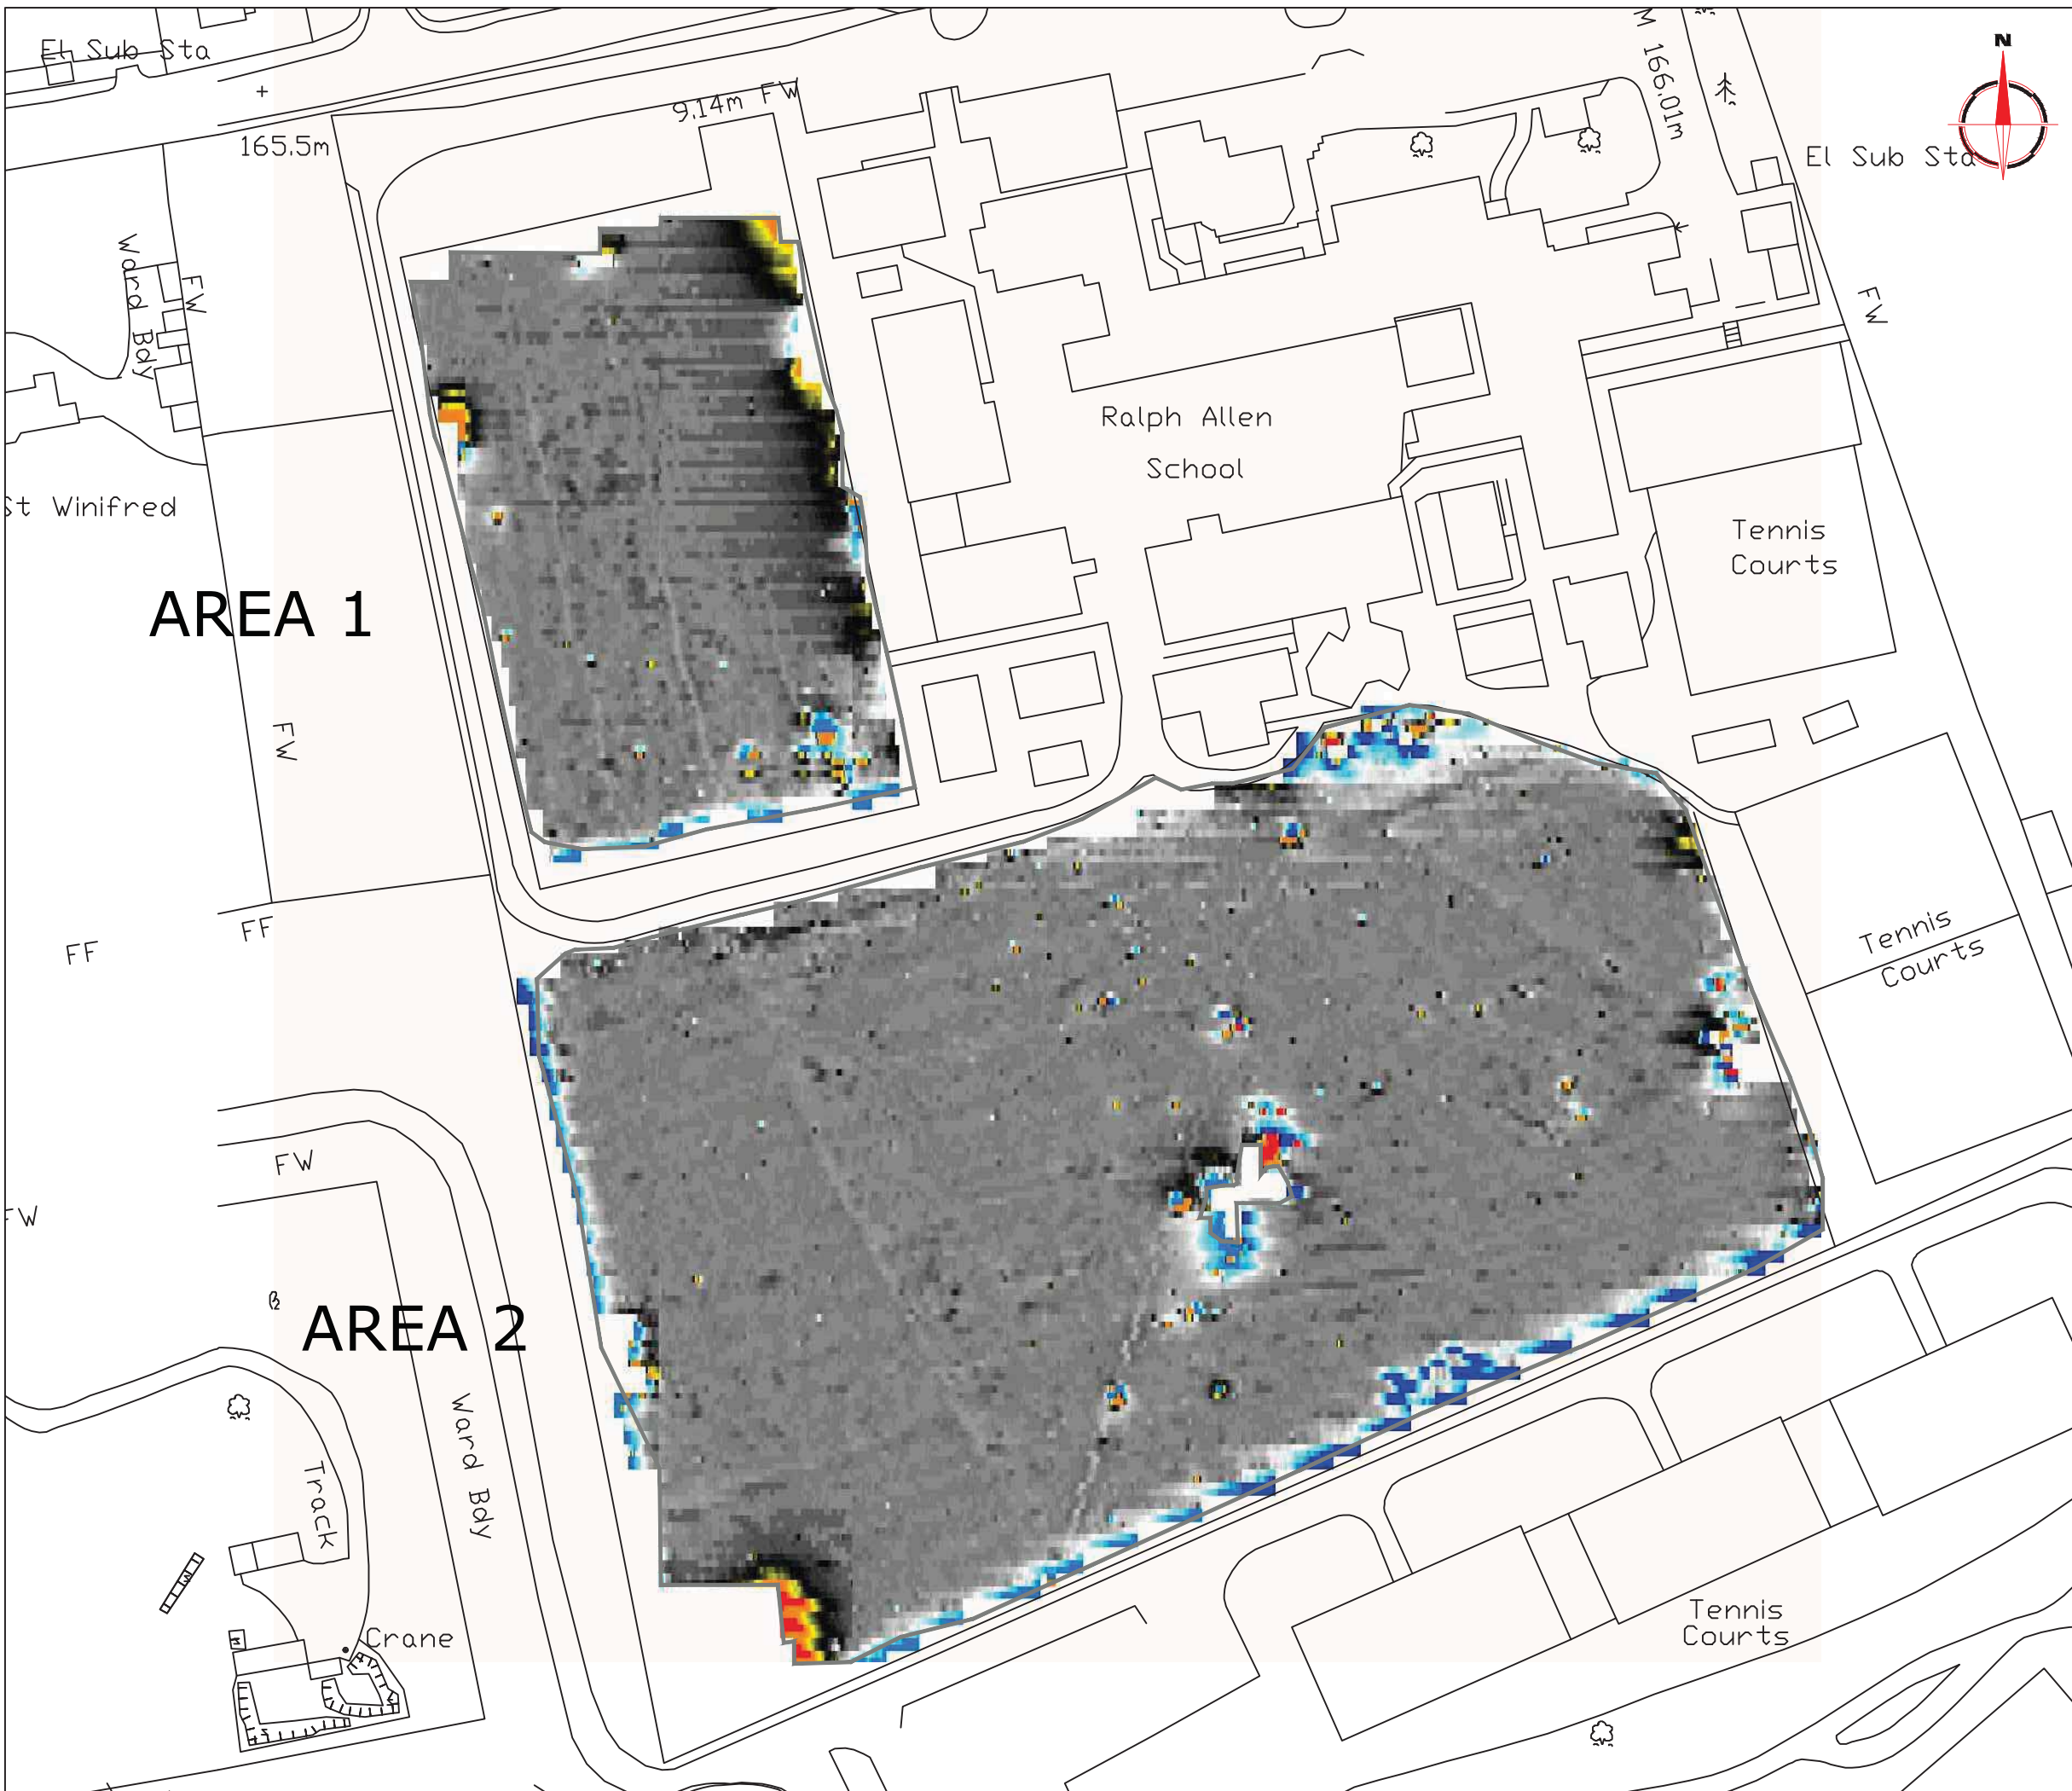 El Sub Sta
N
9.14m FW
166.01m
165.5m
El Sub Sta
Ward Bdy
FW
FW
Ralph Allen
School
St Winifred
Tennis
Courts
AREA 1
FW
FF
FF
Tennis
Courts
FW
FW
AREA 2
Ward Bdy
Track
Crane
Tennis
Courts